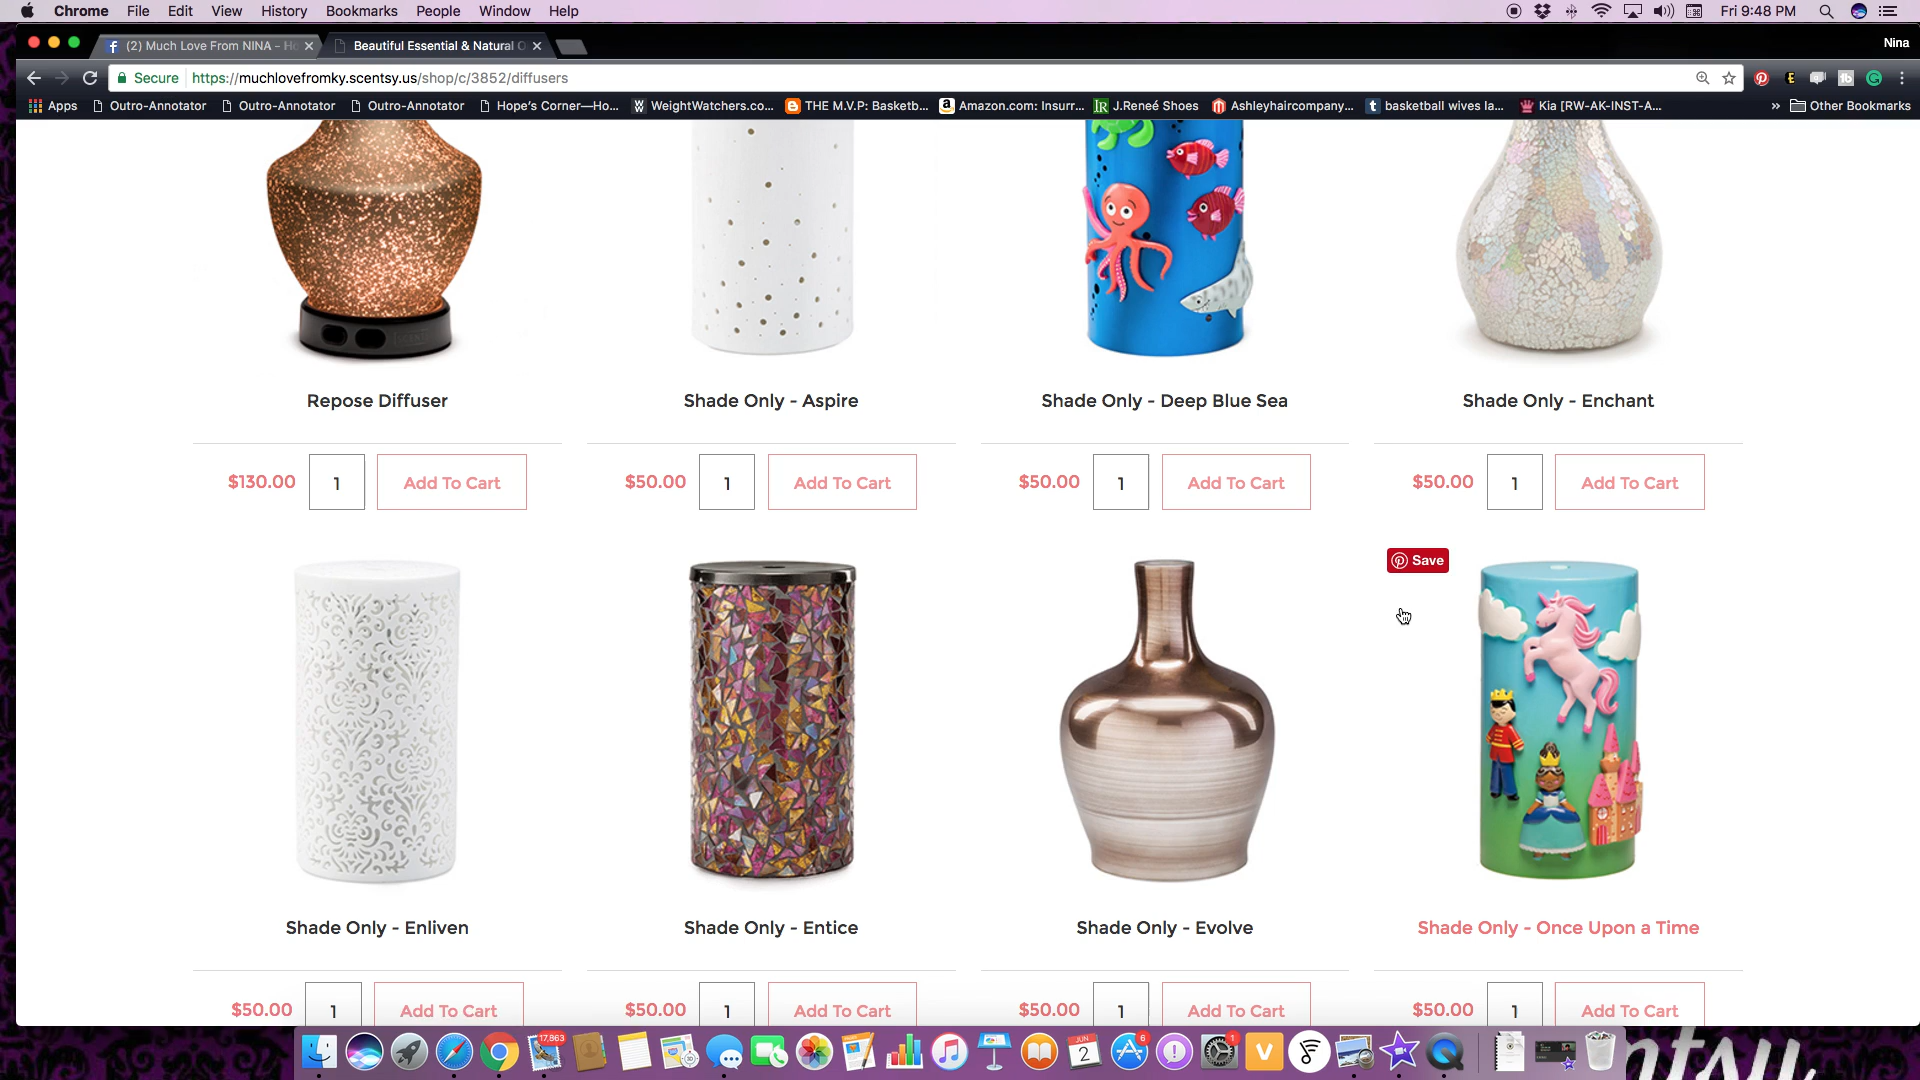 Chrome File Edit View History Bookmarks People Window Help Fri 9:48 PM
(2) Much Love From NINA - Ho Beautiful Essential & Natural O Nina
Secure https://muchlovefromky.scentsy.us/shop/c/3852/diffusers
Apps Outro-Annotator Outro-Annotator Outro-Annotator Hope's Corner—Ho... WeightWatchers.co... THE M.V.P: Basketb... Amazon.com: Insurr... J.Reneé Shoes Ashleyhaircompany... basketball wives la... Kia [RW-AK-INST-A... » Other Bookmarks
Repose Diffuser Shade Only - Aspire Shade Only - Deep Blue Sea Shade Only - Enchant
$130.00 1 Add To Cart $50.00 1 Add To Cart $50.00 1 Add To Cart $50.00 1 Add To Cart
Save
Shade Only - Enliven Shade Only - Entice Shade Only - Evolve Shade Only - Once Upon a Time
$50.00 1 Add To Cart $50.00 1 Add To Cart $50.00 1 Add To Cart $50.00 1 Add To Cart
17,863 JUN 2 6 1